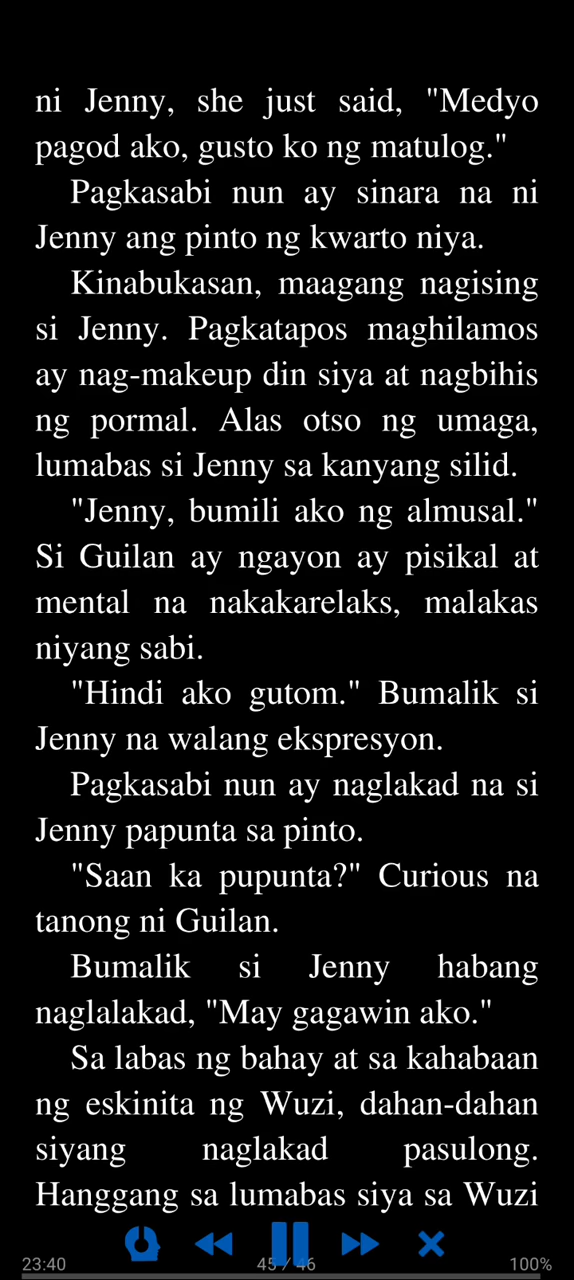 ni Jenny, she just said, "Medyo
pagod ako, gusto ko ng matulog."
Pagkasabi nun ay sinara na ni
Jenny ang pinto ng kwarto niya.
Kinabukasan, maagang nagising
si Jenny. Pagkatapos maghilamos
ay nag-makeup din siya at nagbihis
ng pormal. Alas otso ng umaga,
lumabas si Jenny sa kanyang silid.
"Jenny, bumili ako ng almusal."
Si Guilan ay ngayon ay pisikal at
mental na nakakarelaks, malakas
niyang sabi.
"Hindi ako gutom." Bumalik si
Jenny na walang ekspresyon.
Pagkasabi nun ay naglakad na si
Jenny papunta sa pinto.
"Saan ka pupunta?" Curious na
tanong ni Guilan.
Bumalik si Jenny habang
naglalakad, "May gagawin ako."
Sa labas ng bahay at sa kahabaan
ng eskinita ng Wuzi, dahan-dahan
siyang naglakad pasulong.
Hanggang sa lumabas siya sa Wuzi
23:40 45 / 46 100%